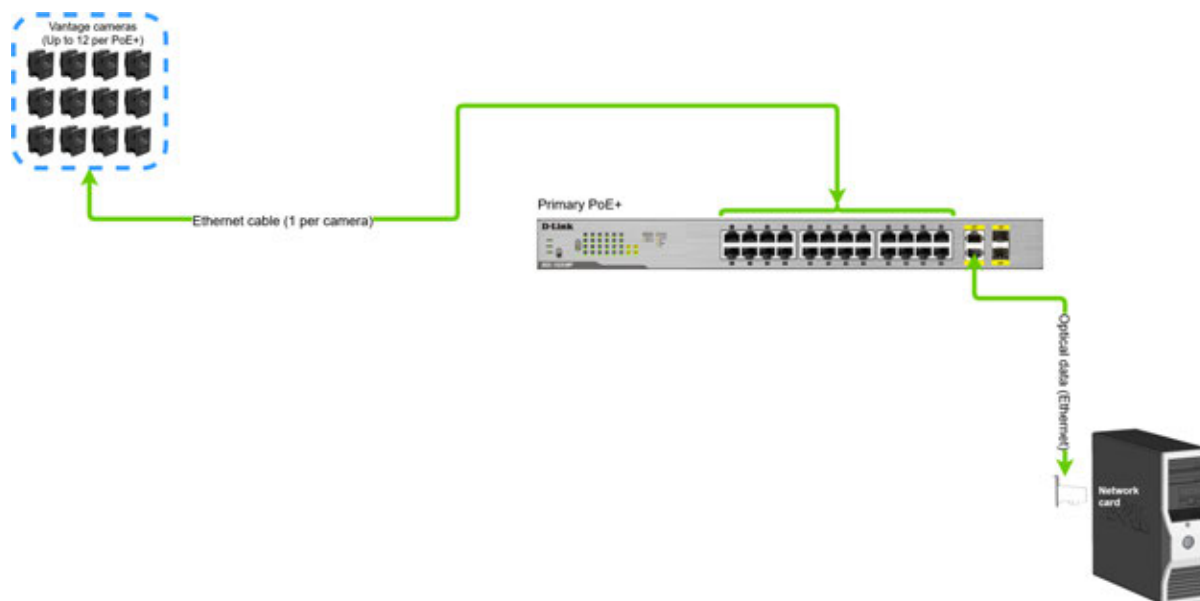 Vantage cameras
(Up to 12 per PoE+)
Ethernet cable (1 per camera)
Primary PoE+
D-Link
Optical data (Ethernet)
Network
card